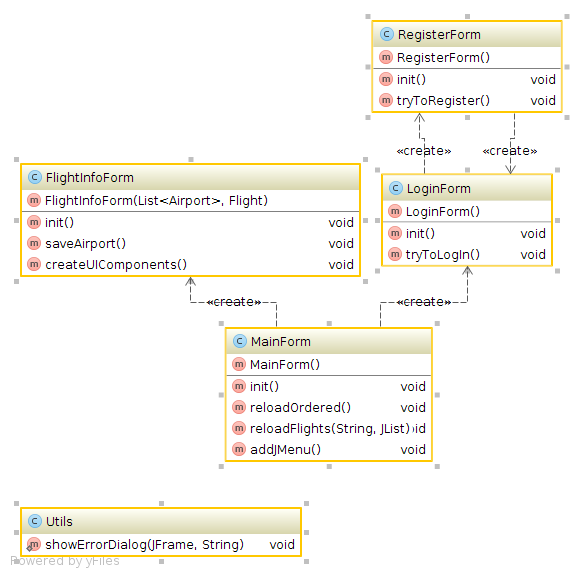 C RegisterForm
m RegisterForm()
m init() void
m tryToRegister() void
«create» «create»
C FlightInfoForm
m FlightInfoForm(List<Airport>, Flight)
m init() void
m saveAirport() void
m createUIComponents() void
C LoginForm
m LoginForm()
m init() void
m tryToLogIn() void
«create» «create»
C MainForm
m MainForm()
m init() void
m reloadOrdered() void
m reloadFlights(String, JList) id
m addJMenu() void
C Utils
m showErrorDialog(JFrame, String) void
Powered by yFiles